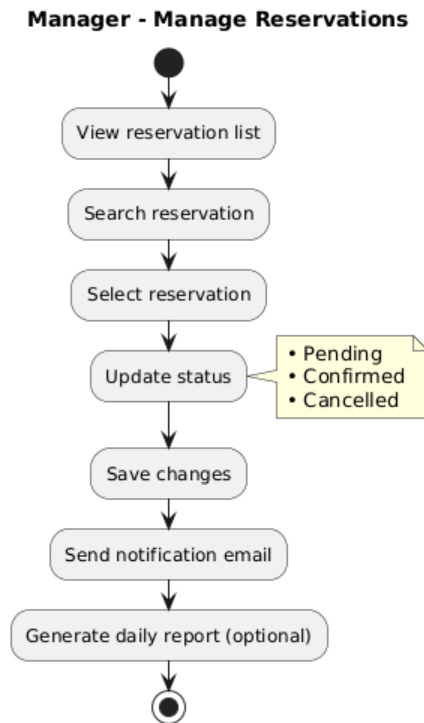 Manager - Manage Reservations
View reservation list
Search reservation
Select reservation
Update status
• Pending
• Confirmed
• Cancelled
Save changes
Send notification email
Generate daily report (optional)